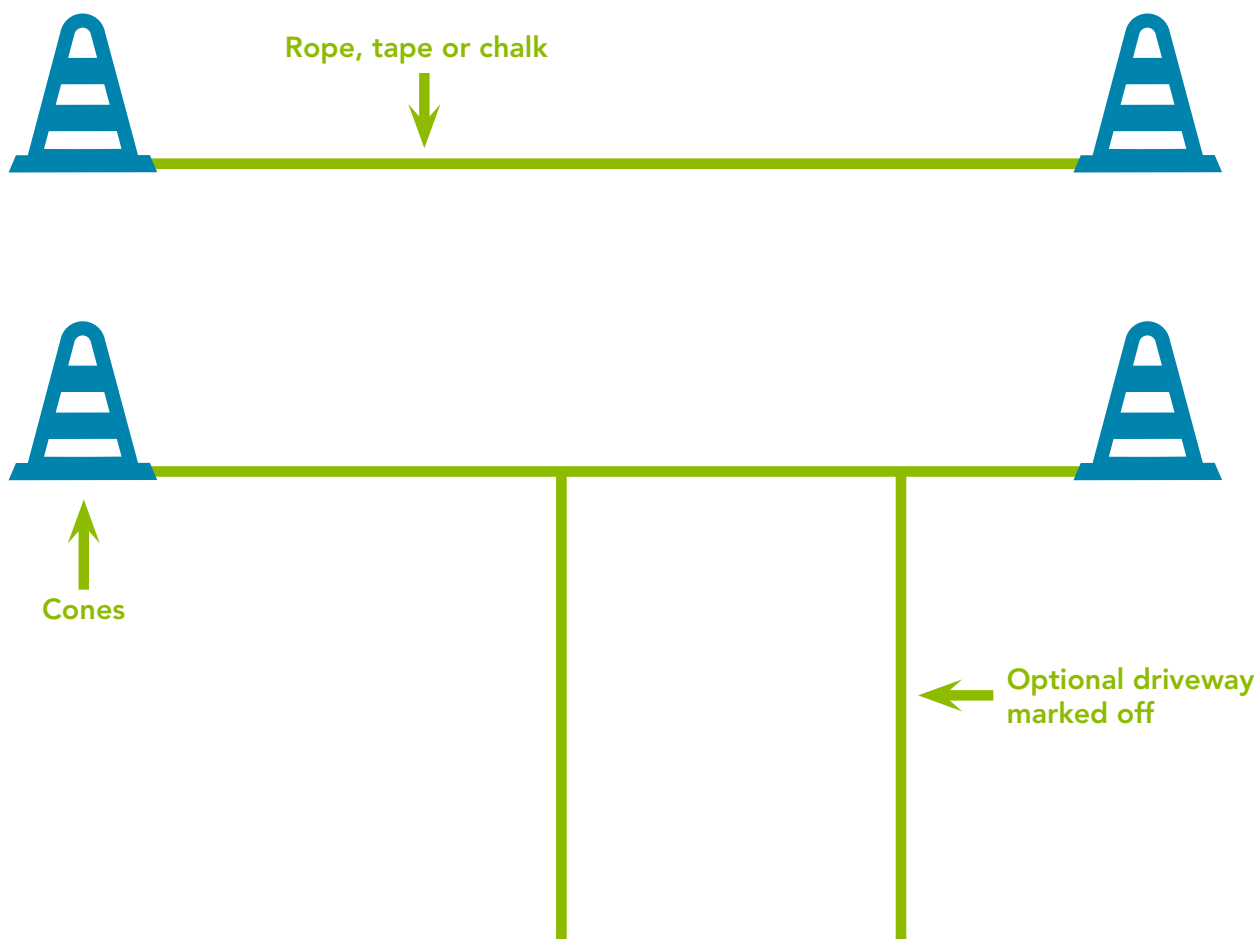 Rope, tape or chalk
Cones
Optional driveway
marked off